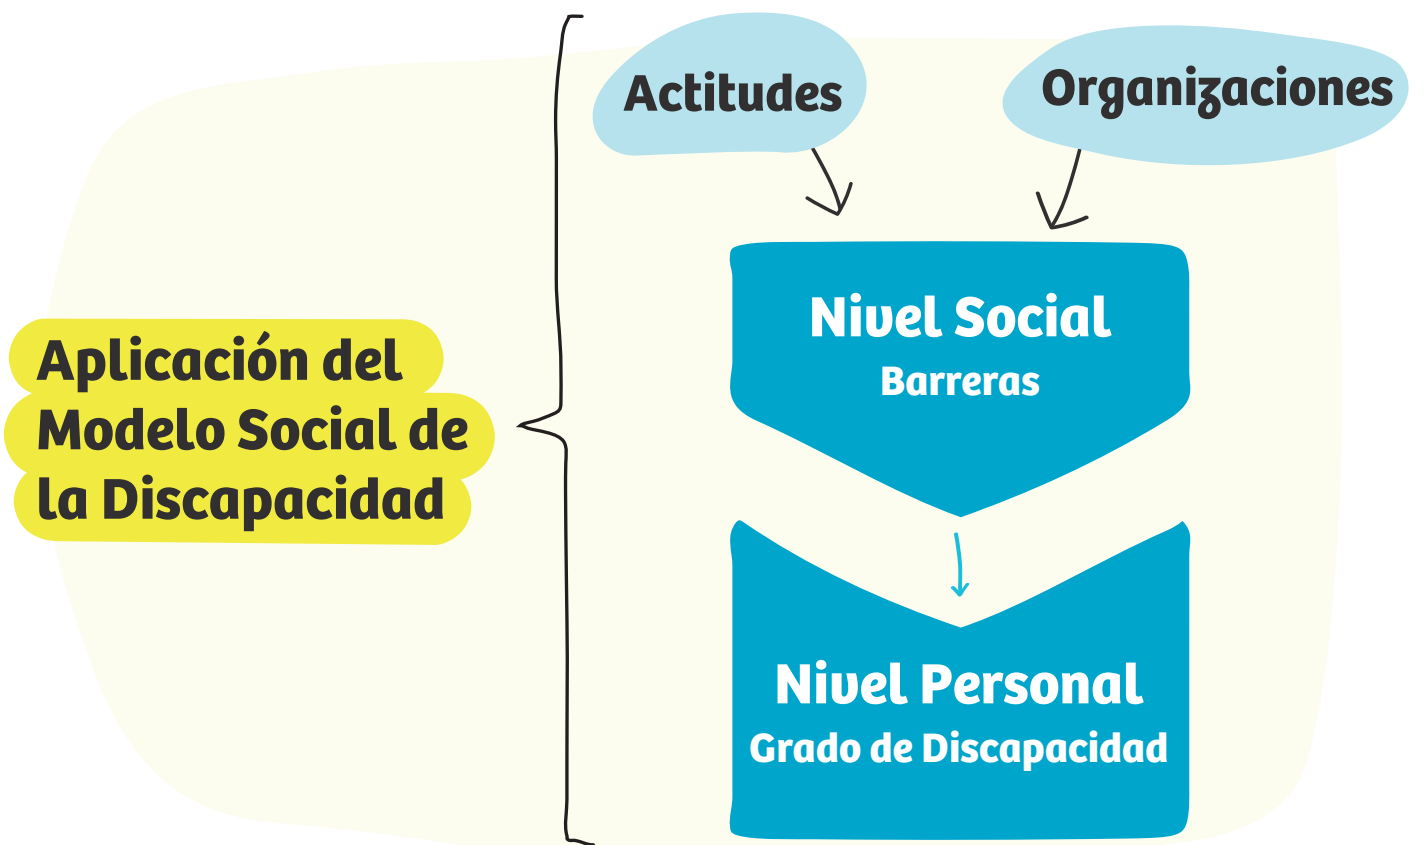 Actitudes
Organizaciones
Aplicación del
Modelo Social de
la Discapacidad
Nivel Social
Barreras
Nivel Personal
Grado de Discapacidad